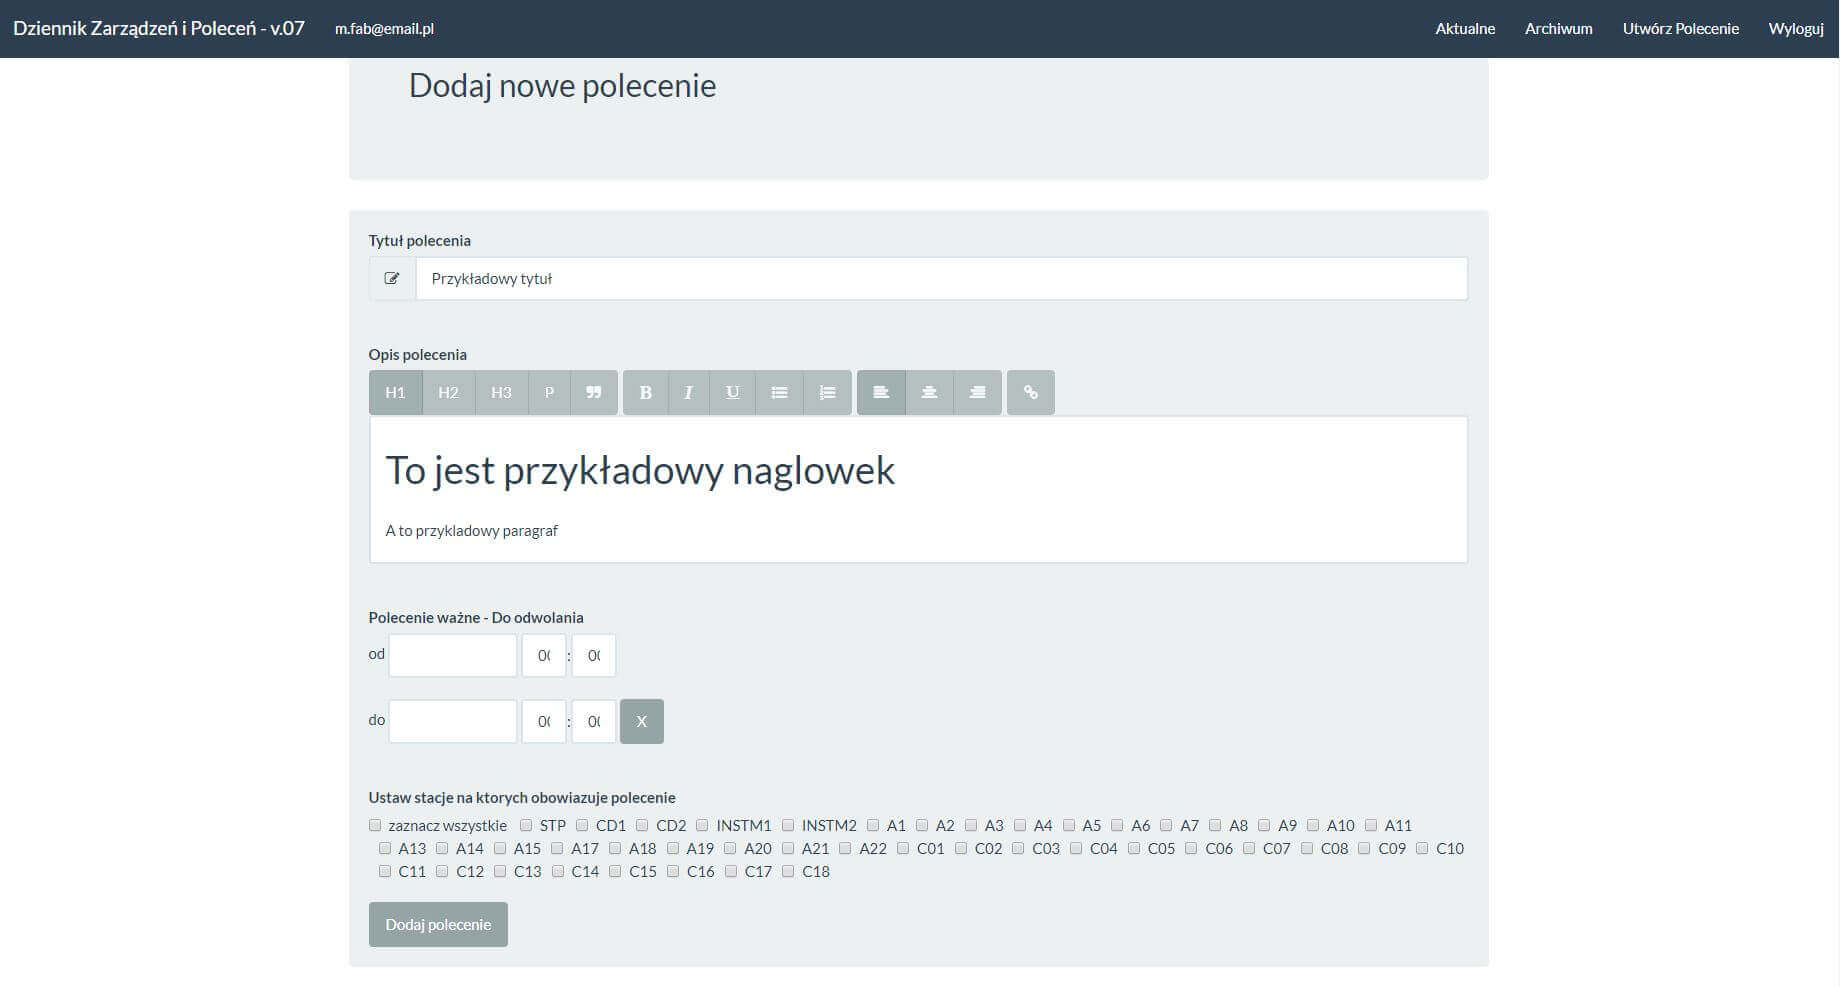 Dziennik Zarządzeń i Poleceń - v.07 m.fab@email.pl Aktualne Archiwum Utwórz Polecenie Wyloguj
Dodaj nowe polecenie
Tytuł polecenia
Przykładowy tytuł
Opis polecenia
H1 H2 H3 P B I U
To jest przykładowy naglowek
A to przykladowy paragraf
Polecenie ważne - Do odwolania
od 00 : 00
do 00 : 00 X
Ustaw stacje na ktorych obowiazuje polecenie
zaznacz wszystkie STP CD1 CD2 INSTM1 INSTM2 A1 A2 A3 A4 A5 A6 A7 A8 A9 A10 A11
A13 A14 A15 A17 A18 A19 A20 A21 A22 C01 C02 C03 C04 C05 C06 C07 C08 C09 C10
C11 C12 C13 C14 C15 C16 C17 C18
Dodaj polecenie